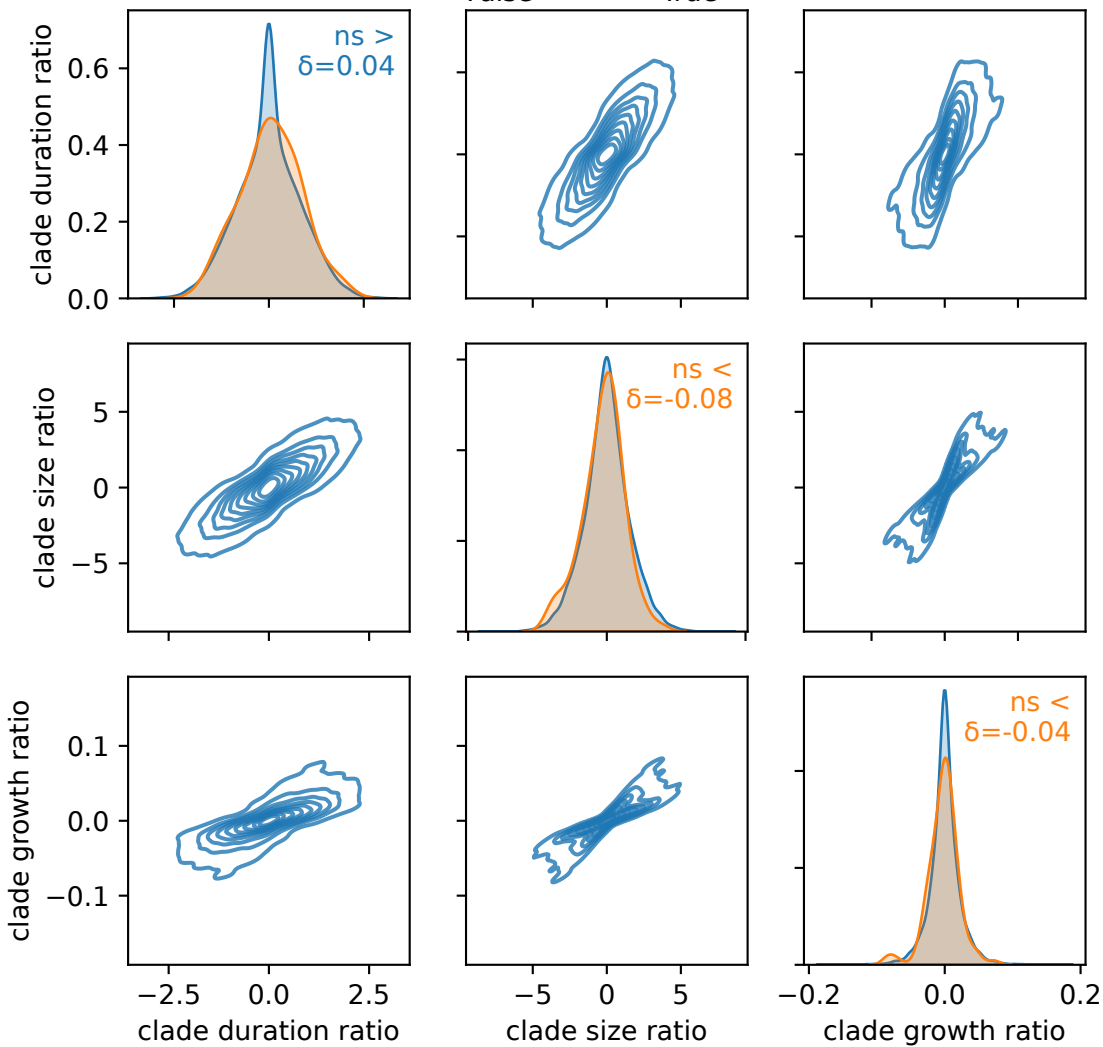 clade duration ratio
0.6
0.4
0.2
0.0
ns >
δ=0.04
clade size ratio
5
0
−5
ns <
δ=-0.08
clade growth ratio
0.1
0.0
−0.1
ns <
δ=-0.04
−2.5 0.0 2.5
−5 0 5
−0.2 0.0 0.2
clade duration ratio
clade size ratio
clade growth ratio